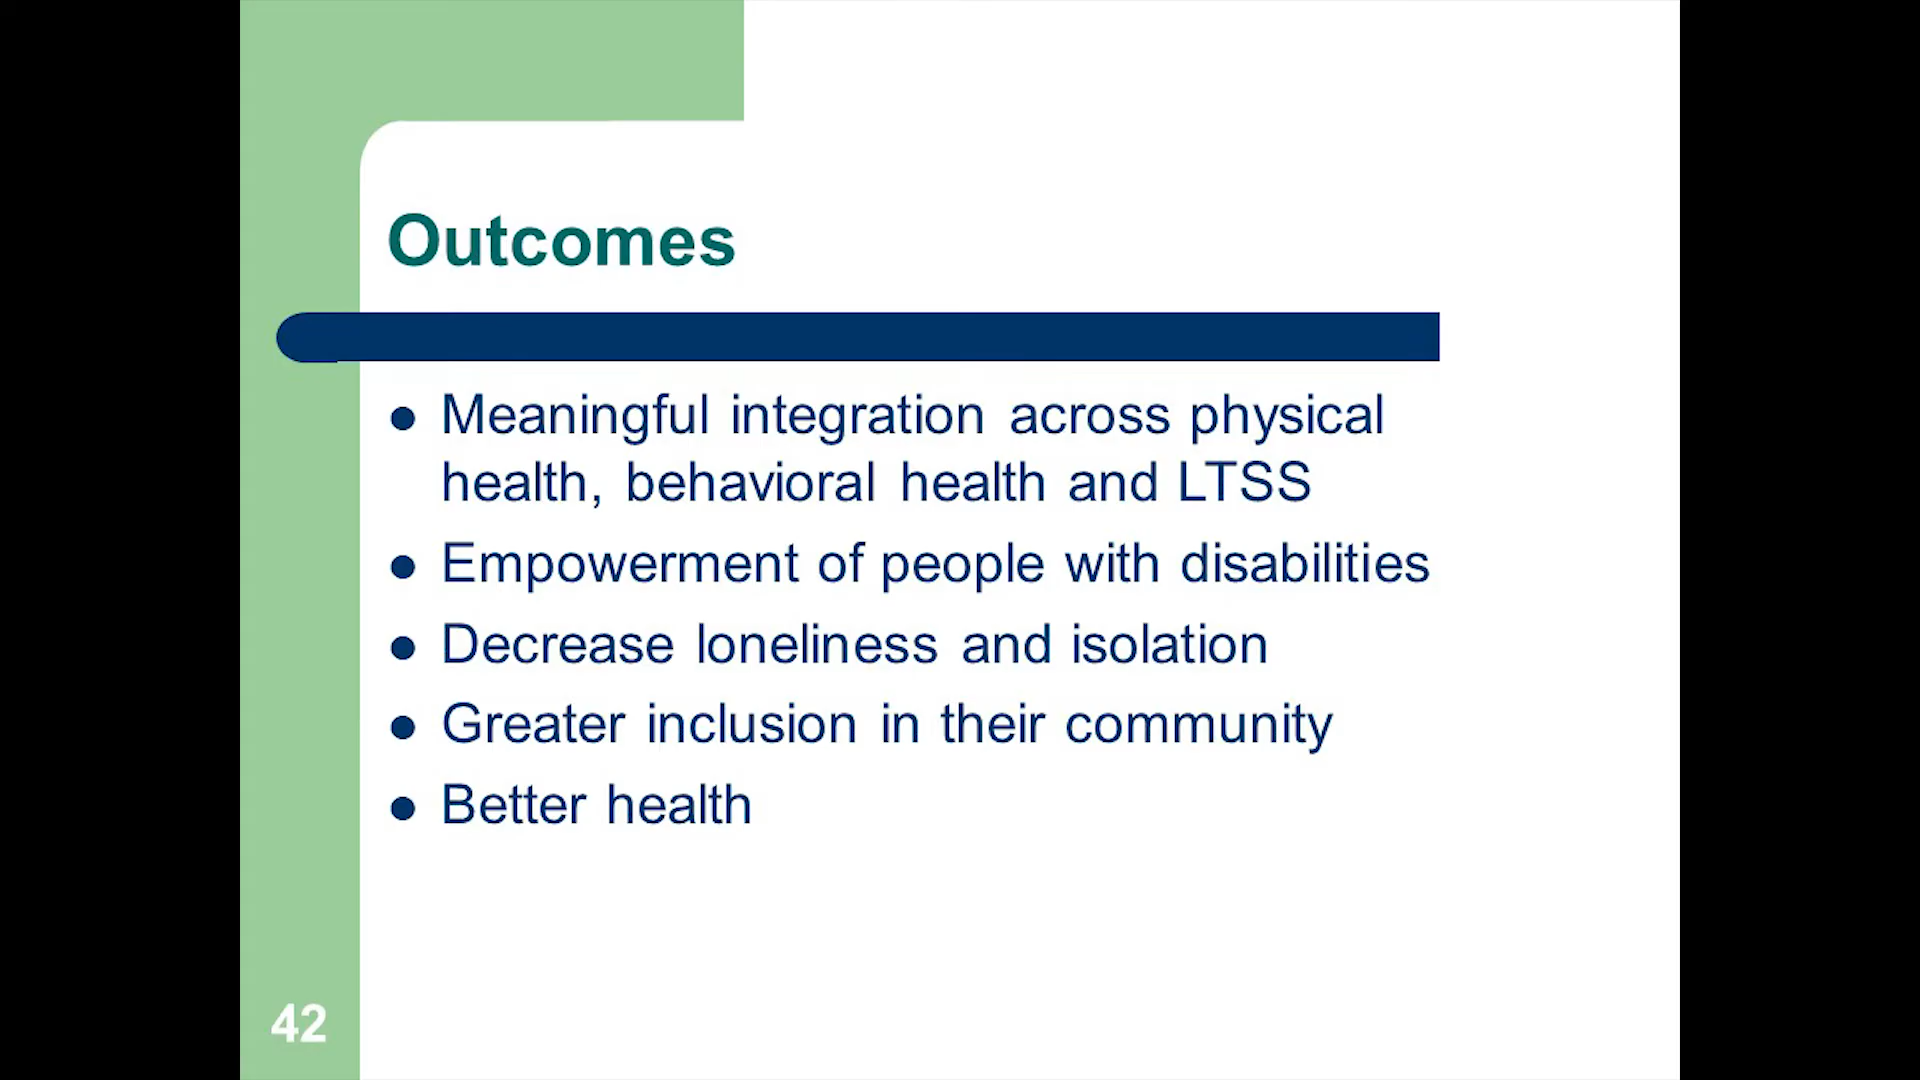 Outcomes
● Meaningful integration across physical
health, behavioral health and LTSS
● Empowerment of people with disabilities
● Decrease loneliness and isolation
● Greater inclusion in their community
● Better health
42